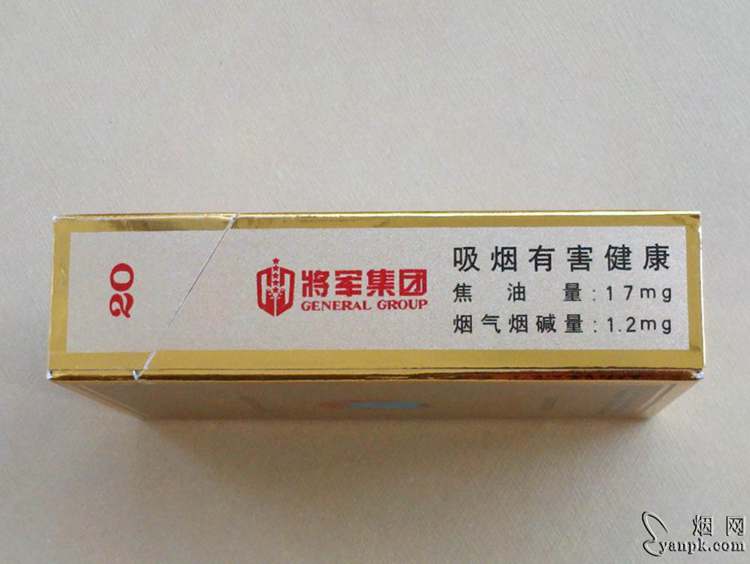 20
将军集团
GENERAL GROUP
吸烟有害健康
焦油量:17mg
烟气烟碱量:1.2mg
烟网
yanpk.com